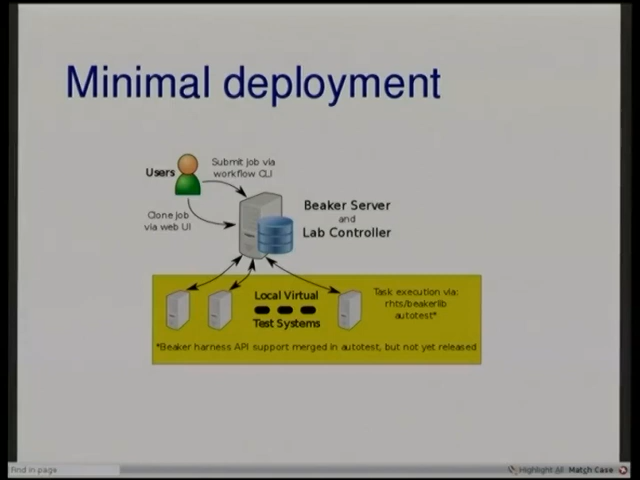 Minimal deployment
Users
Submit job via
workflow CLI
Clone job
via web UI
Beaker Server
and
Lab Controller
Local Virtual
Test Systems
Task execution via:
rhts/beakerlib
autotest*
*Beaker harness API support merged in autotest, but not yet released
Find in page
Highlight All
Match Case